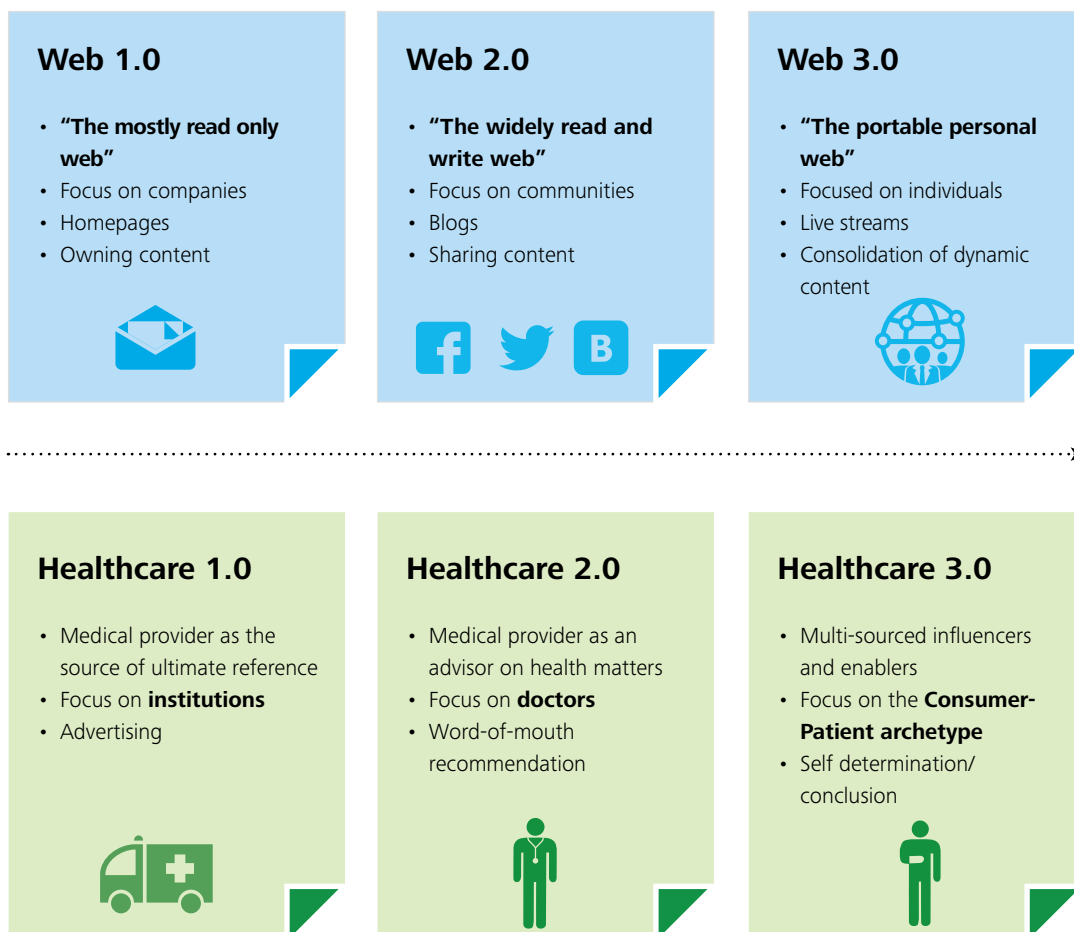 Web 1.0
• “The mostly read only
web”
• Focus on companies
• Homepages
• Owning content
Web 2.0
• “The widely read and
write web”
• Focus on communities
• Blogs
• Sharing content
f
B
Web 3.0
• “The portable personal
web”
• Focused on individuals
• Live streams
• Consolidation of dynamic
content
Healthcare 1.0
• Medical provider as the
source of ultimate reference
• Focus on institutions
• Advertising
Healthcare 2.0
• Medical provider as an
advisor on health matters
• Focus on doctors
• Word-of-mouth
recommendation
Healthcare 3.0
• Multi-sourced influencers
and enablers
• Focus on the Consumer-
Patient archetype
• Self determination/
conclusion